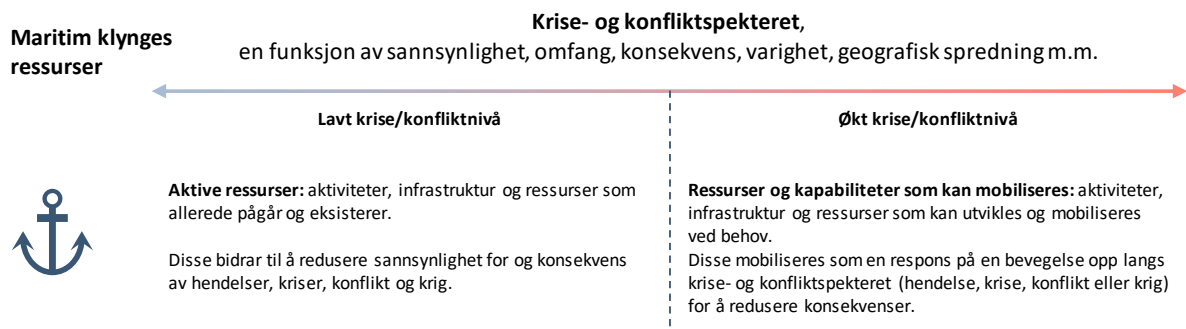 Maritim klynges
ressurser
Krise- og konfliktspekteret,
en funksjon av sannsynlighet, omfang, konsekvens, varighet, geografisk spredning m.m.
Lavt krise/konfliktnivå
Økt krise/konfliktnivå
Aktive ressurser: aktiviteter, infrastruktur og ressurser som
allerede pågår og eksisterer.
Disse bidrar til å redusere sannsynlighet for og konsekvens
av hendelser, kriser, konflikt og krig.
Ressurser og kapabiliteter som kan mobiliseres: aktiviteter,
infrastruktur og ressurser som kan utvikles og mobiliseres
ved behov.
Disse mobiliseres som en respons på en bevegelse opp langs
krise- og konfliktspekteret (hendelse, krise, konflikt eller krig)
for å redusere konsekvenser.